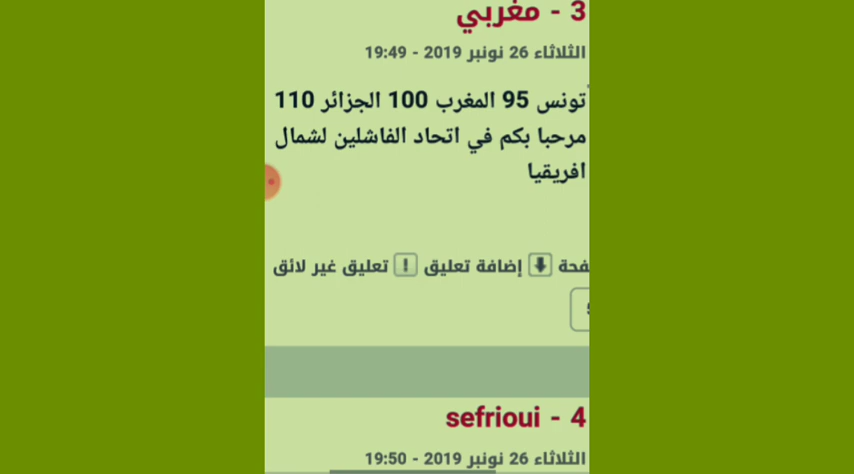 3 - مغربي
الثلاثاء 26 نونبر 2019 - 19:49
تونس 95 المغرب 100 الجزائر 110
مرحبا بكم في اتحاد الفاشلين لشمال
افريقيا
إضافة تعليق تعليق غير لائق
4 - sefrioui
الثلاثاء 26 نونبر 2019 - 19:50